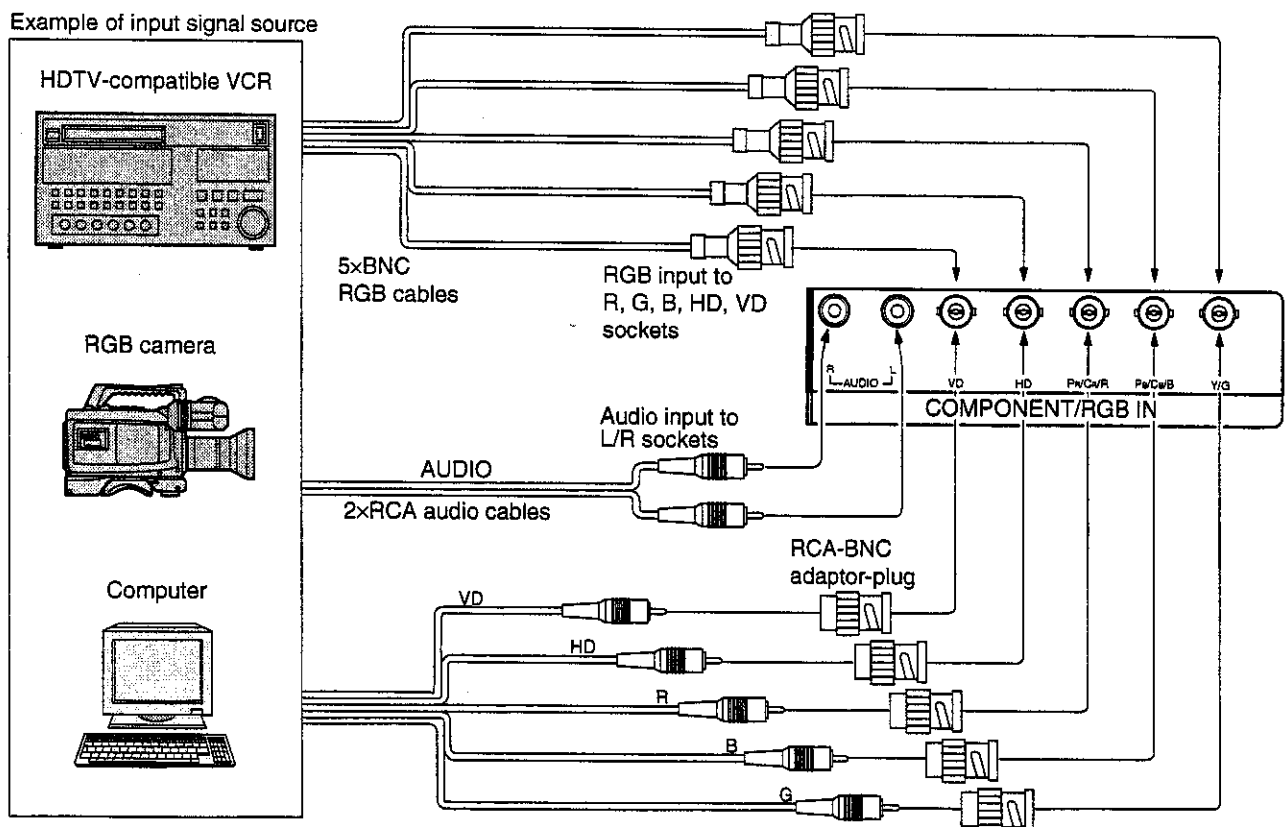 Example of input signal source
HDTV-compatible VCR
5×BNC
RGB cables
RGB input to
R, G, B, HD, VD
sockets
RGB camera
R
AUDIO
L
VD
HD
PR/CR/R
PB/CB/B
Y/G
COMPONENT/RGB IN
Audio input to
L/R sockets
AUDIO
2×RCA audio cables
RCA-BNC
adaptor-plug
Computer
VD
HD
R
B
G